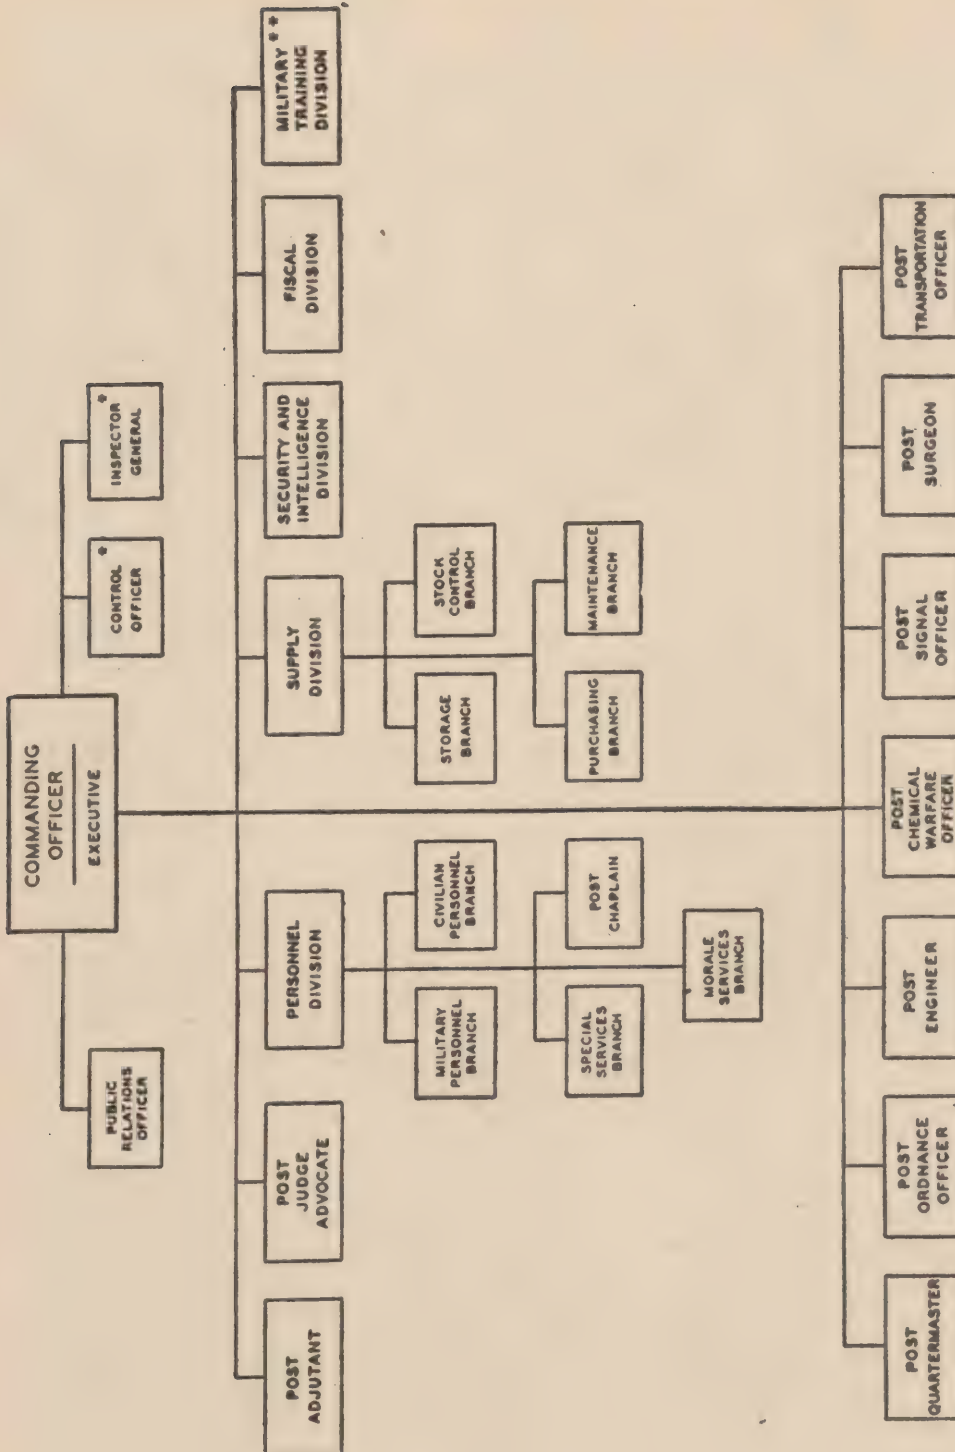 COMMANDING
OFFICER
EXECUTIVE
PUBLIC
RELATIONS
OFFICER
CONTROL *
OFFICER
INSPECTOR *
GENERAL
POST
ADJUTANT
POST
JUDGE
ADVOCATE
PERSONNEL
DIVISION
SUPPLY
DIVISION
SECURITY AND
INTELLIGENCE
DIVISION
FISCAL
DIVISION
MILITARY **
TRAINING
DIVISION
MILITARY
PERSONNEL
BRANCH
CIVILIAN
PERSONNEL
BRANCH
SPECIAL
SERVICES
BRANCH
POST
CHAPLAIN
MORALE
SERVICES
BRANCH
STORAGE
BRANCH
STOCK
CONTROL
BRANCH
PURCHASING
BRANCH
MAINTENANCE
BRANCH
POST
QUARTERMASTER
POST
ORDNANCE
OFFICER
POST
ENGINEER
POST
CHEMICAL
WARFARE
OFFICER
POST
SIGNAL
OFFICER
POST
SURGEON
POST
TRANSPORTATION
OFFICER